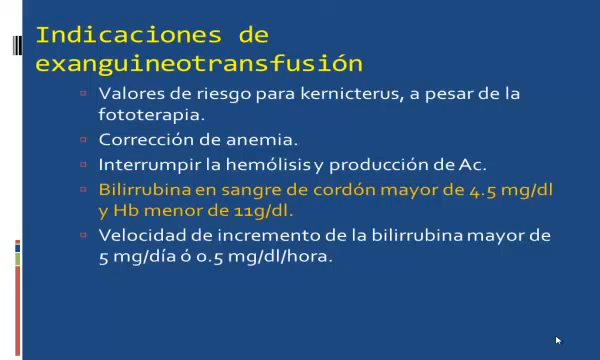 Indicaciones de
exanguineotransfusión
Valores de riesgo para kernicterus, a pesar de la
fototerapia.
Corrección de anemia.
Interrumpir la hemólisis y producción de Ac.
Bilirrubina en sangre de cordón mayor de 4.5 mg/dl
y Hb menor de 11g/dl.
Velocidad de incremento de la bilirrubina mayor de
5 mg/día ó 0.5 mg/dl/hora.